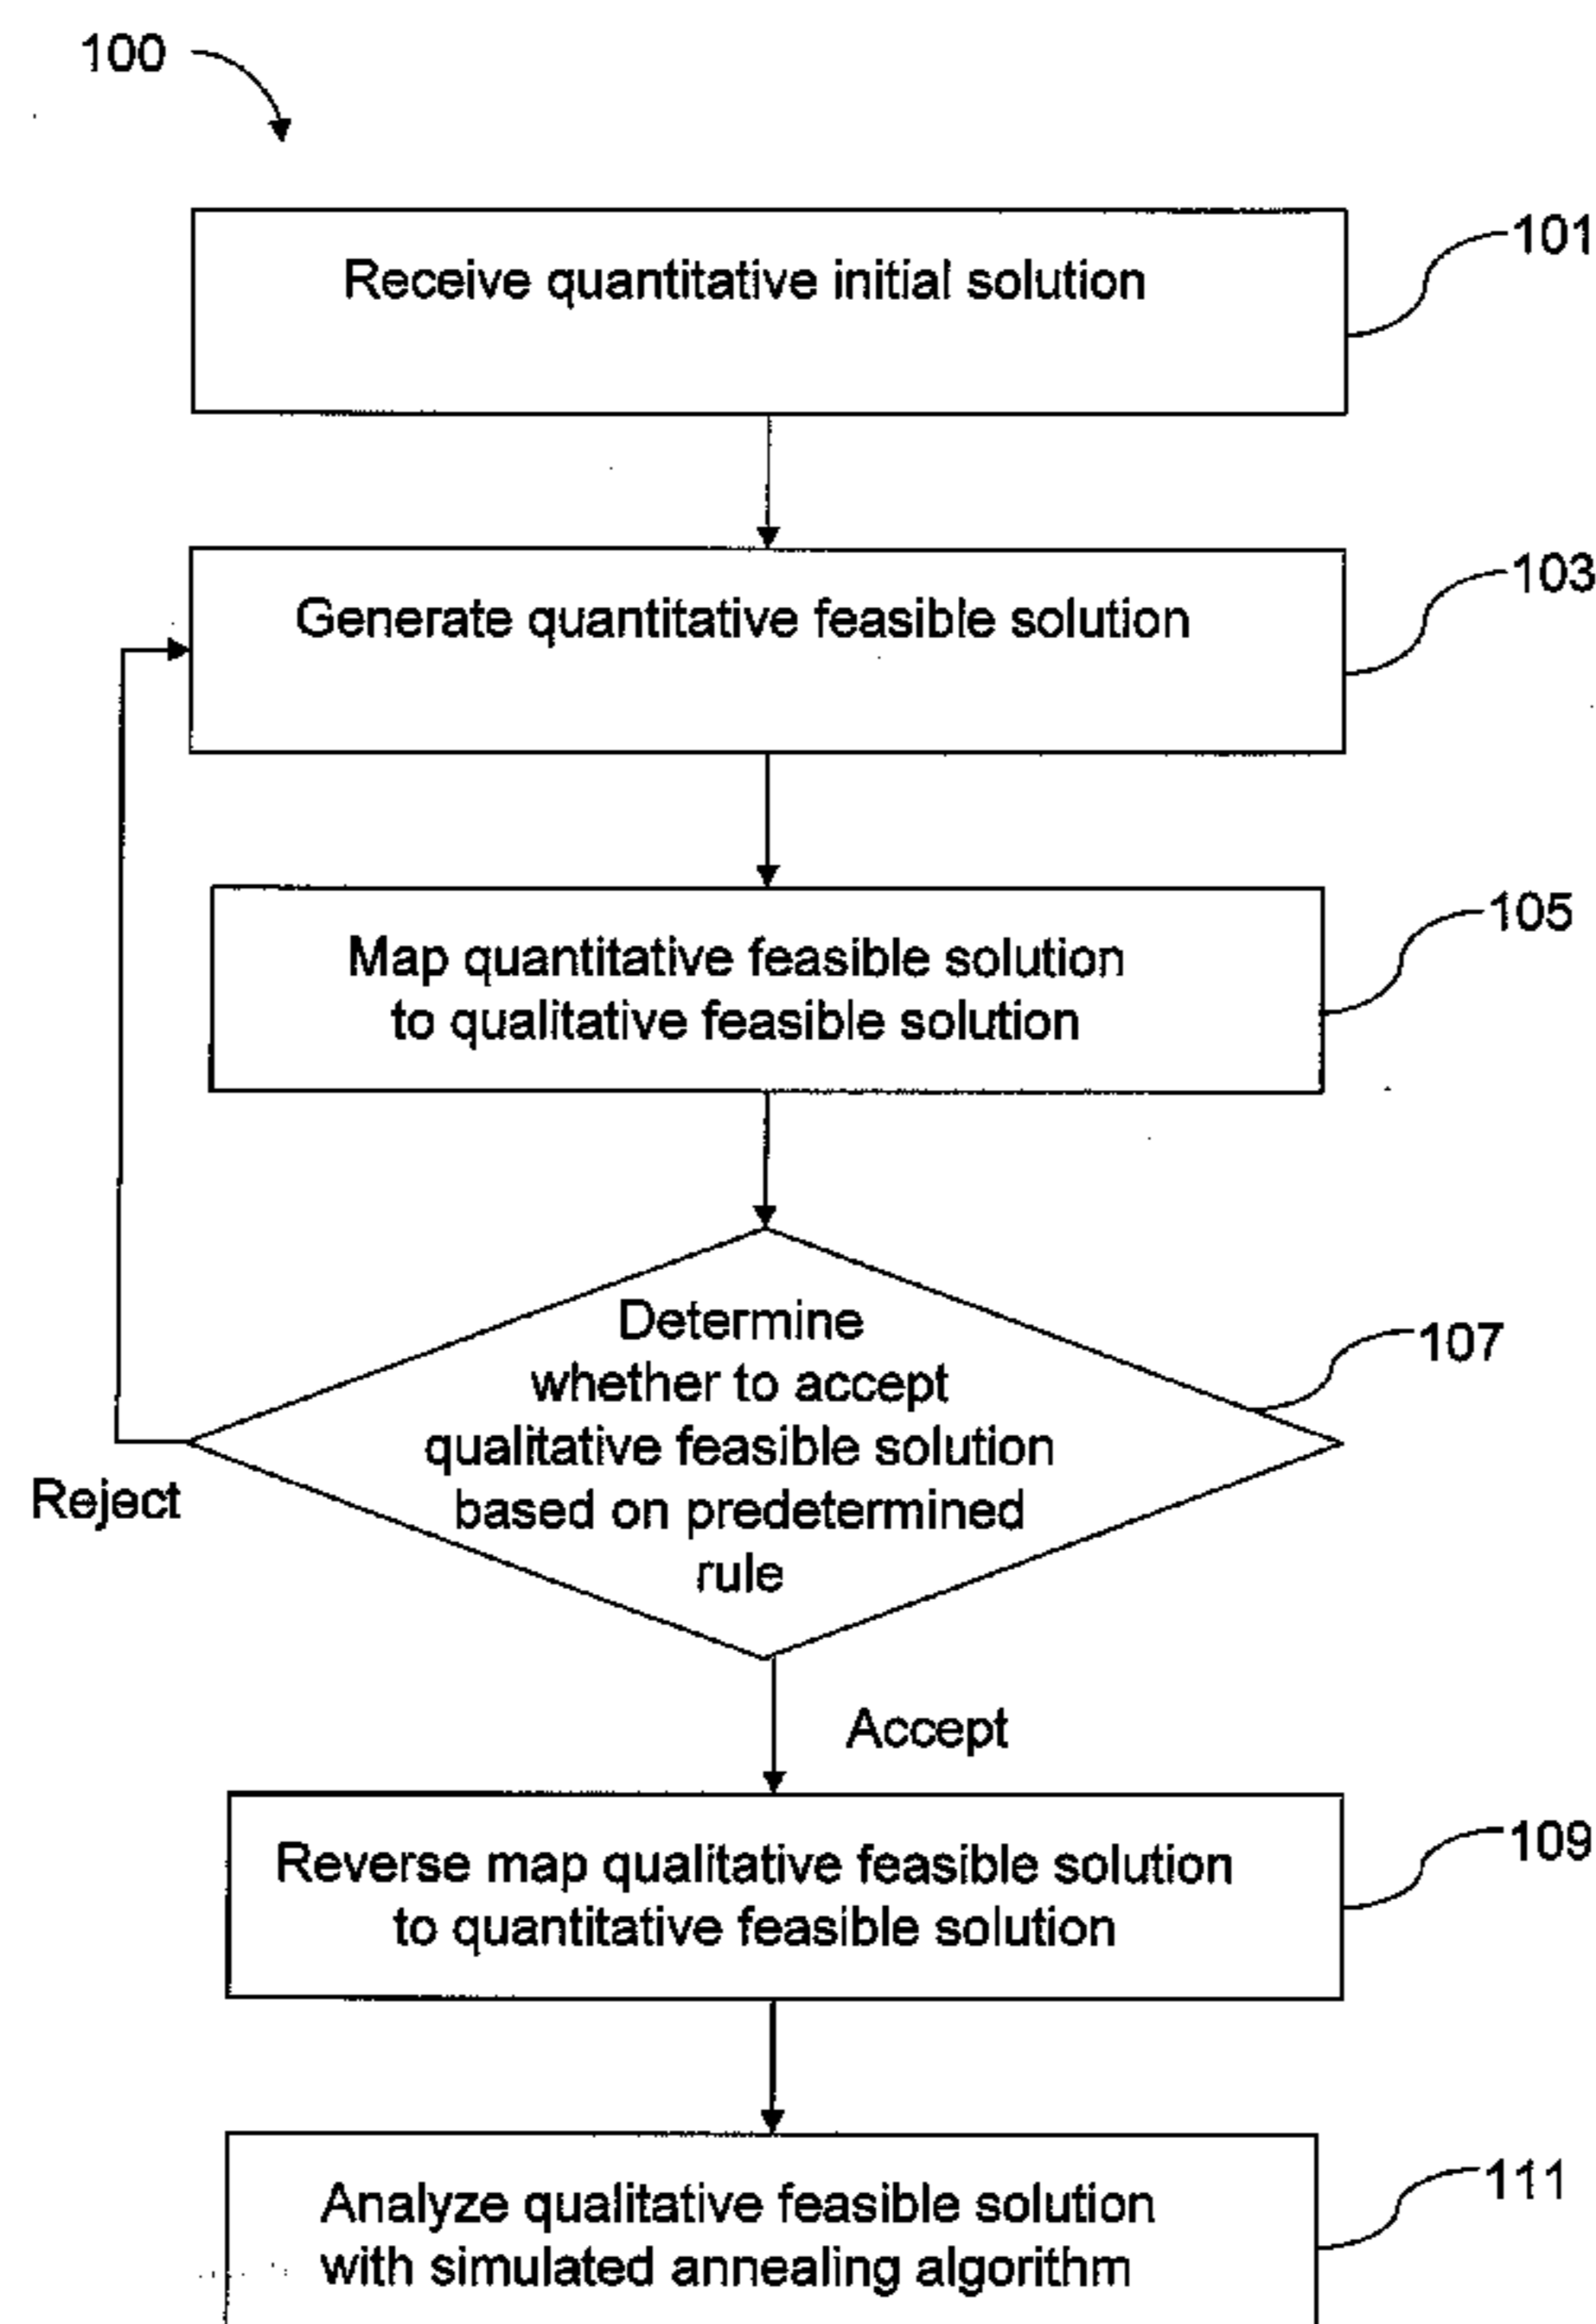 100
Receive quantitative initial solution
101
Generate quantitative feasible solution
103
Map quantitative feasible solution
to qualitative feasible solution
105
Determine
whether to accept
qualitative feasible solution
based on predetermined
rule
107
Reject
Accept
Reverse map qualitative feasible solution
to quantitative feasible solution
109
Analyze qualitative feasible solution
with simulated annealing algorithm
111